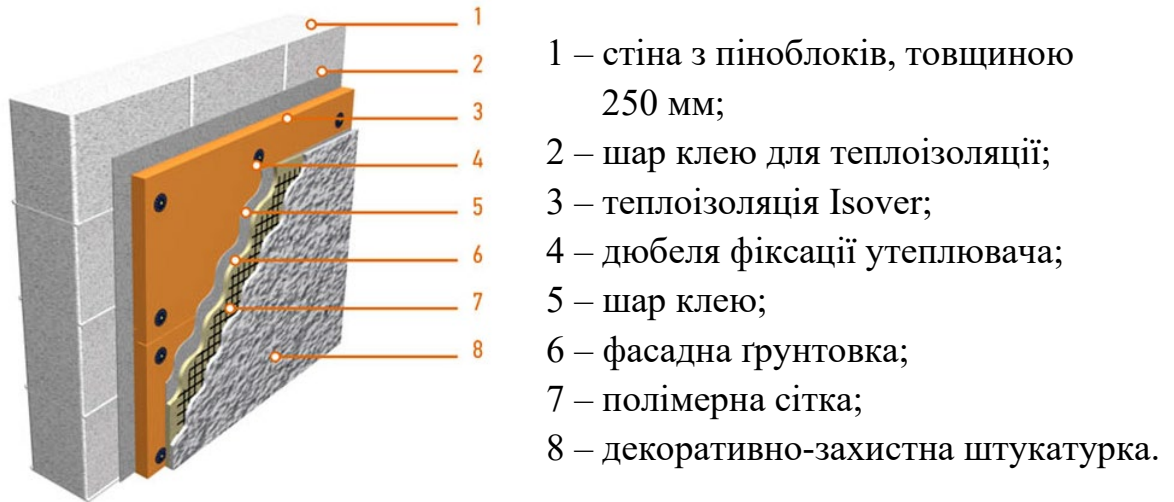 1
2
3
4
5
6
7
8
1 – стіна з піноблоків, товщиною
250 мм;
2 – шар клею для теплоізоляції;
3 – теплоізоляція Isover;
4 – дюбеля фіксації утеплювача;
5 – шар клею;
6 – фасадна ґрунтовка;
7 – полімерна сітка;
8 – декоративно-захистна штукатурка.